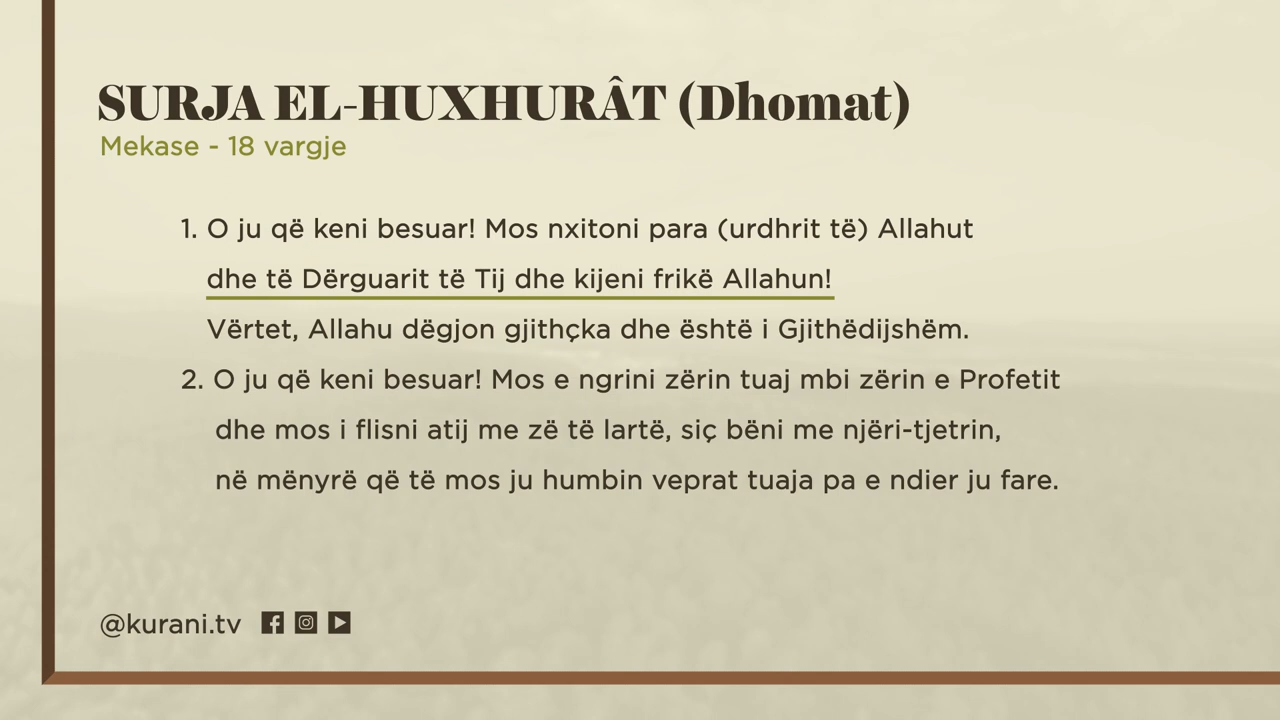 SURJA EL-HUXHURÂT (Dhomat)
Mekase - 18 vargje
1. O ju që keni besuar! Mos nxitoni para (urdhrit të) Allahut
dhe të Dërguarit të Tij dhe kijeni frikë Allahun!
Vërtet, Allahu dëgjon gjithçka dhe është i Gjithëdijshëm.
2. O ju që keni besuar! Mos e ngrini zërin tuaj mbi zërin e Profetit
dhe mos i flisni atij me zë të lartë, siç bëni me njëri-tjetrin,
në mënyrë që të mos ju humbin veprat tuaja pa e ndier ju fare.
@kurani.tv